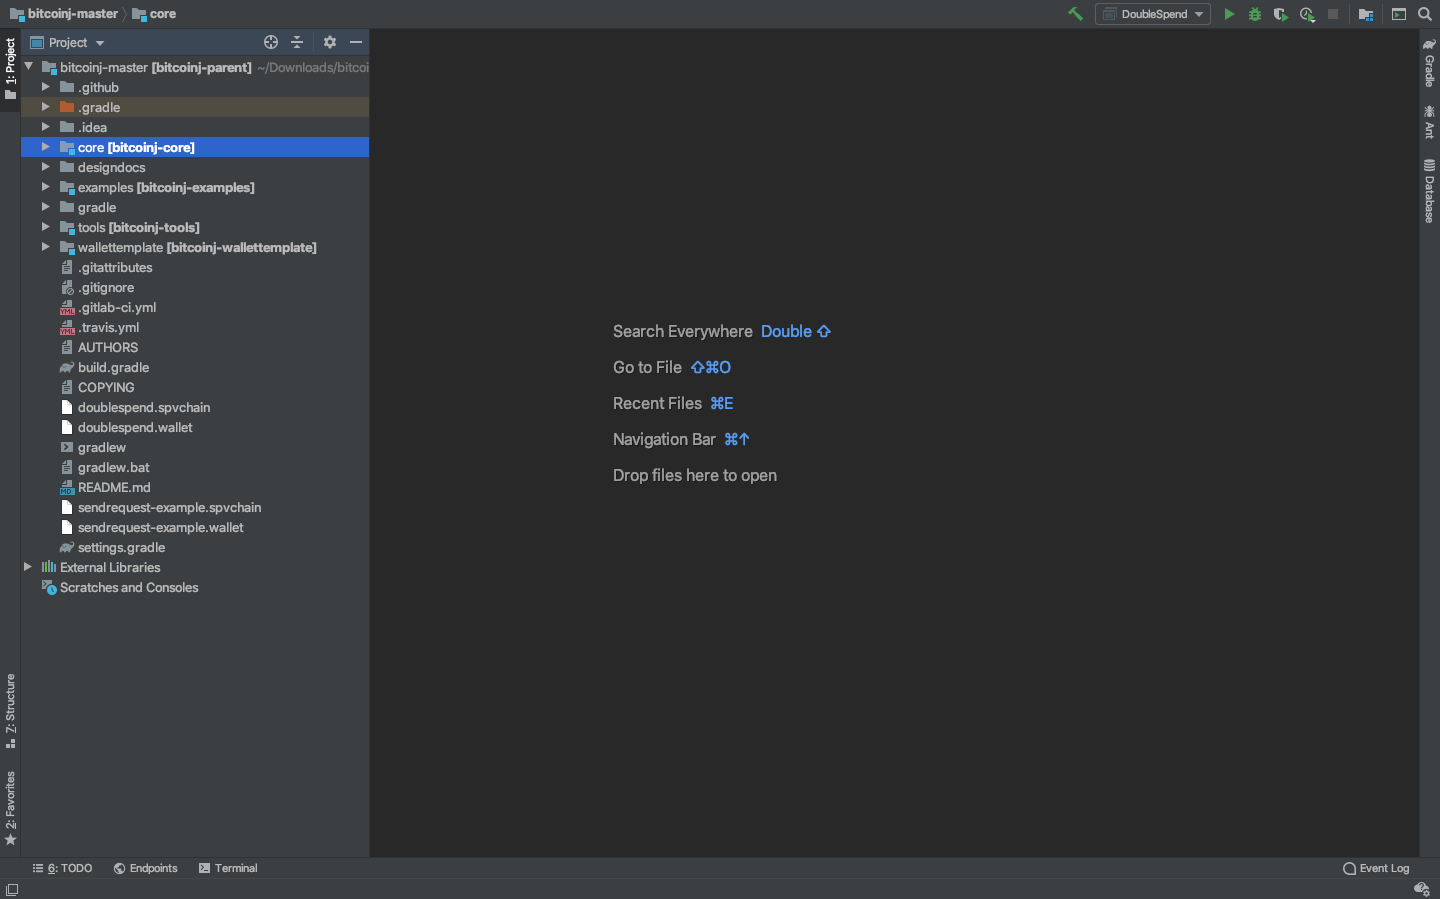 bitcoinj-master core
DoubleSpend
1: Project
Project
bitcoinj-master [bitcoinj-parent] ~/Downloads/bitcoi
.github
.gradle
.idea
core [bitcoinj-core]
designdocs
examples [bitcoinj-examples]
gradle
tools [bitcoinj-tools]
wallettemplate [bitcoinj-wallettemplate]
.gitattributes
.gitignore
.gitlab-ci.yml
.travis.yml
AUTHORS
build.gradle
COPYING
doublespend.spvchain
doublespend.wallet
gradlew
gradlew.bat
README.md
sendrequest-example.spvchain
sendrequest-example.wallet
settings.gradle
External Libraries
Scratches and Consoles
Z: Structure
2: Favorites
Search Everywhere Double ⇧
Go to File ⇧⌘O
Recent Files ⌘E
Navigation Bar ⌘↑
Drop files here to open
Gradle
Ant
Database
6: TODO Endpoints Terminal
Event Log